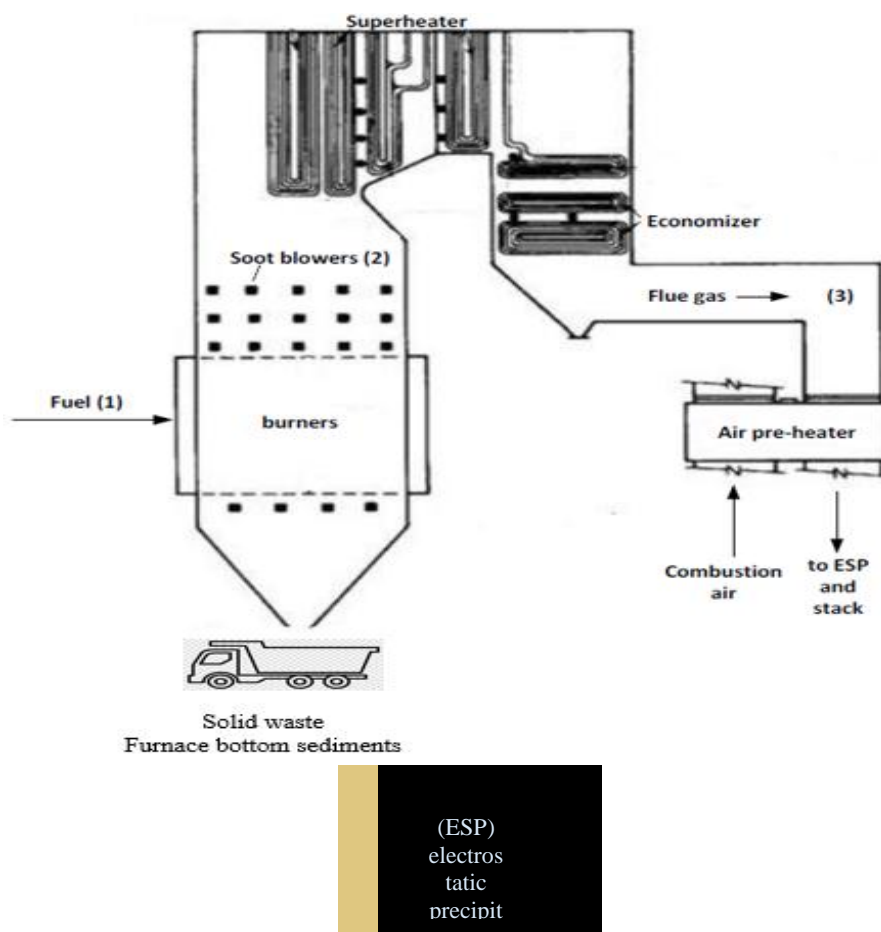 Superheater
Economizer
Soot blowers (2)
Flue gas
(3)
Fuel (1)
burners
Air pre-heater
Combustion
air
to ESP
and
stack
Solid waste
Furnace bottom sediments
(ESP)
electros
tatic
precipit